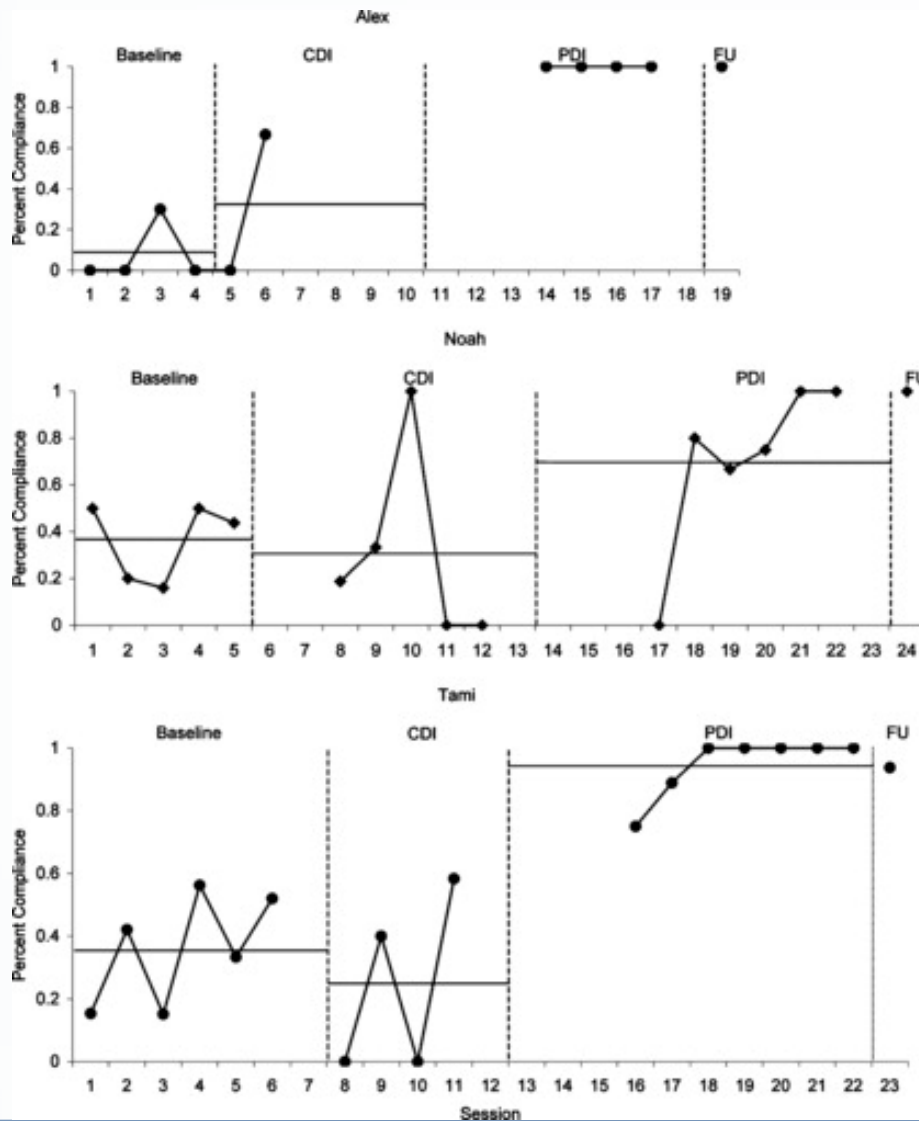 Alex
Baseline CDI PDI FU
Percent Compliance
1
0.8
0.6
0.4
0.2
0
1 2 3 4 5 6 7 8 9 10 11 12 13 14 15 16 17 18 19
Noah
Baseline CDI PDI FU
Percent Compliance
1
0.8
0.6
0.4
0.2
0
1 2 3 4 5 6 7 8 9 10 11 12 13 14 15 16 17 18 19 20 21 22 23 24
Tami
Baseline CDI PDI FU
Percent Compliance
1
0.8
0.6
0.4
0.2
0
1 2 3 4 5 6 7 8 9 10 11 12 13 14 15 16 17 18 19 20 21 22 23
Session